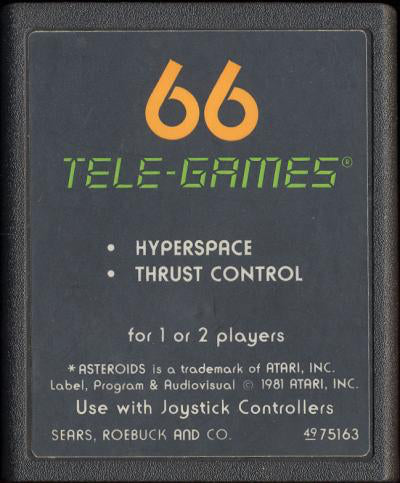 66
TELE-GAMES®
• HYPERSPACE
• THRUST CONTROL
for 1 or 2 players
*ASTEROIDS is a trademark of ATARI, INC.
Label, Program & Audiovisual © 1981 ATARI, INC.
Use with Joystick Controllers
SEARS, ROEBUCK AND CO. 49 75163